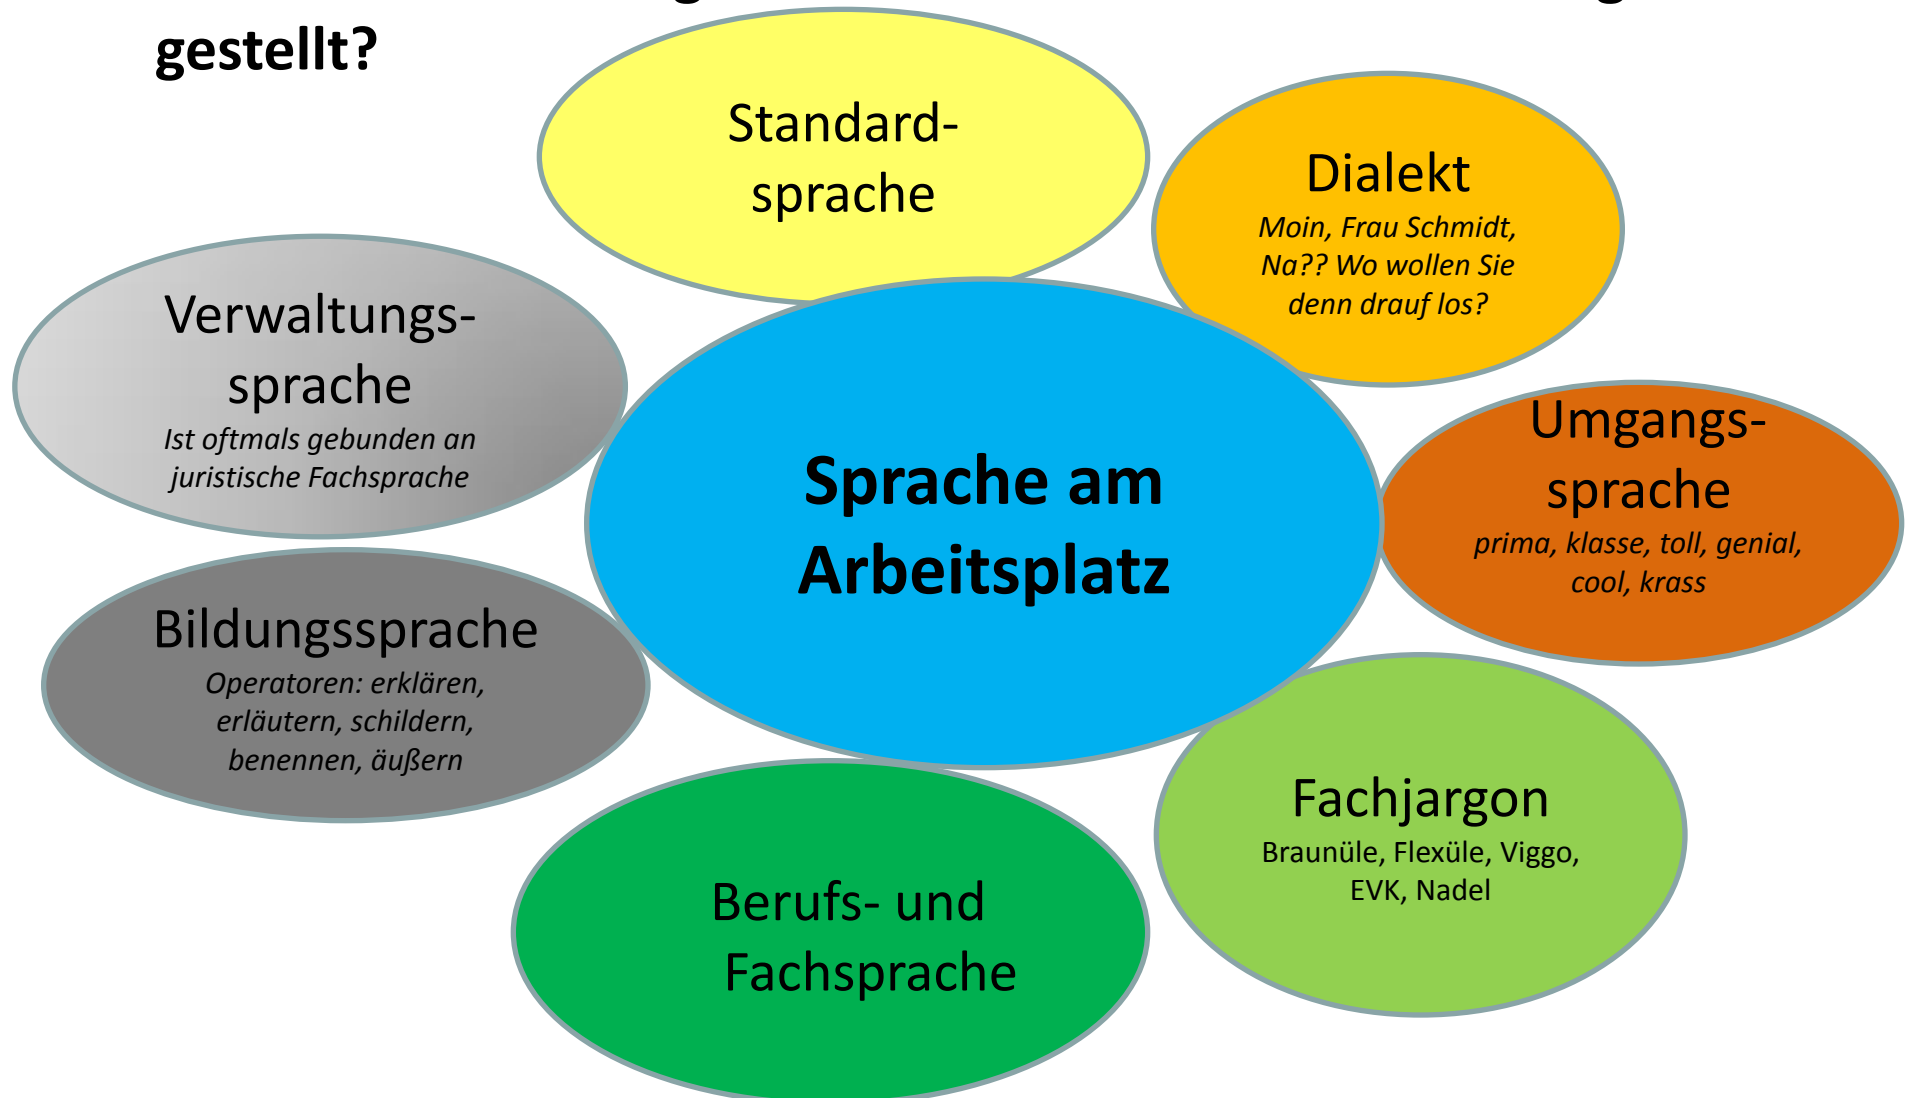 gestellt?
Standard-
sprache
Dialekt
Moin, Frau Schmidt,
Na?? Wo wollen Sie
denn drauf los?
Verwaltungs-
sprache
Ist oftmals gebunden an
juristische Fachsprache
Umgangs-
sprache
prima, klasse, toll, genial,
cool, krass
Sprache am
Arbeitsplatz
Bildungssprache
Operatoren: erklären,
erläutern, schildern,
benennen, äußern
Fachjargon
Braunüle, Flexüle, Viggo,
EVK, Nadel
Berufs- und
Fachsprache